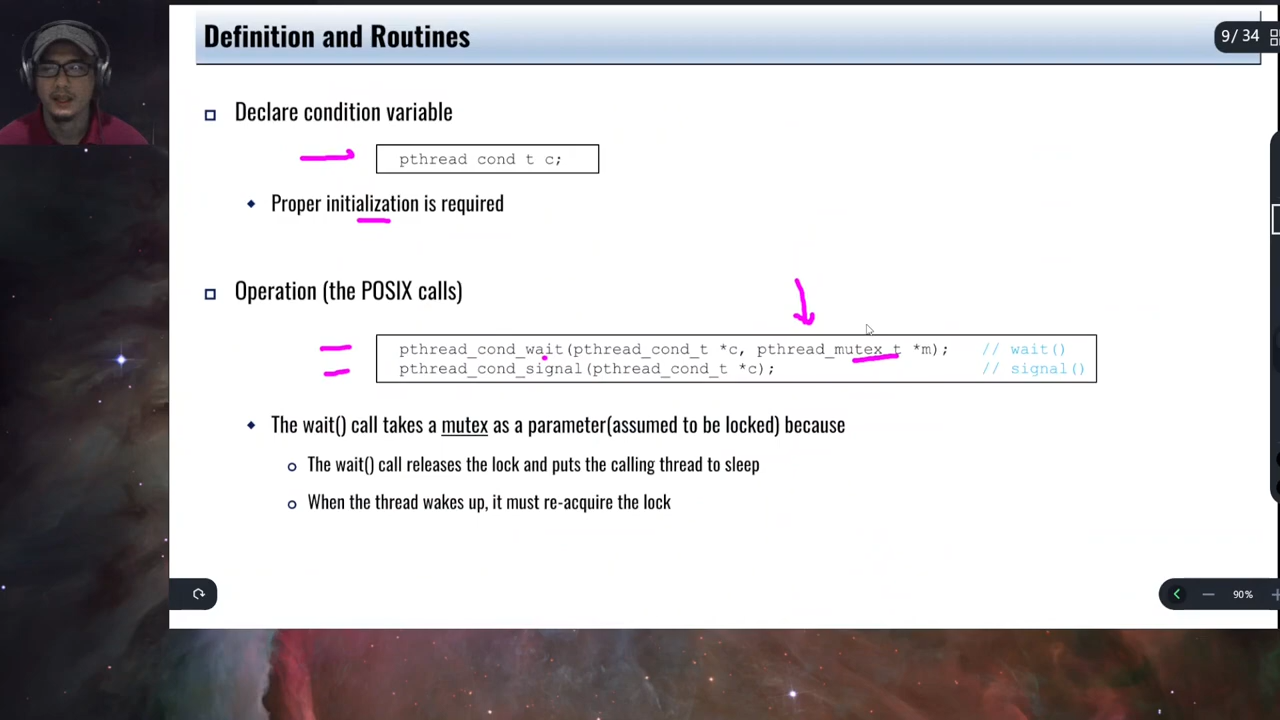 Definition and Routines
9 / 34
Declare condition variable
pthread cond t c;
Proper initialization is required
Operation (the POSIX calls)
pthread_cond_wait(pthread_cond_t *c, pthread_mutex_t *m); // wait()
pthread_cond_signal(pthread_cond_t *c); // signal()
The wait() call takes a mutex as a parameter(assumed to be locked) because
The wait() call releases the lock and puts the calling thread to sleep
When the thread wakes up, it must re-acquire the lock
90%